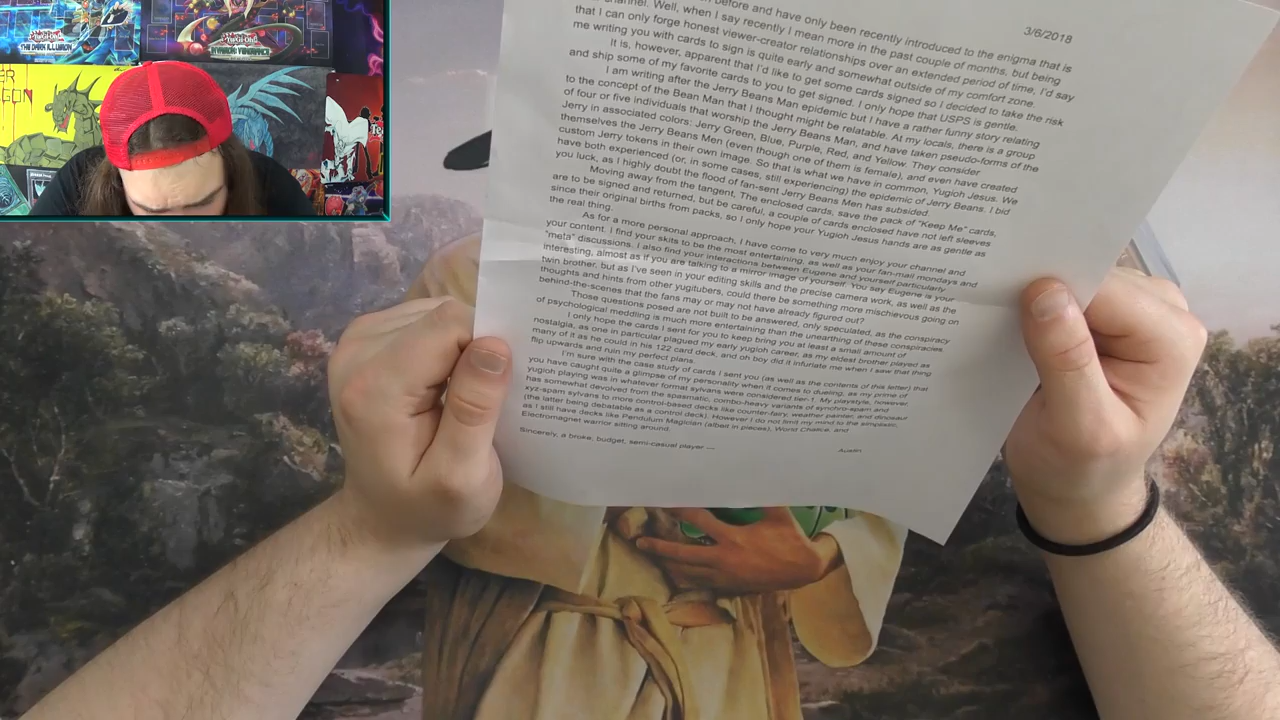 THE DARK ILLUSION
INVASION: VENGEANCE
3/6/2018
before and have only been recently introduced to the enigma that is
channel. Well, when I say recently I mean more in the past couple of months, but being
that I can only forge honest viewer-creator relationships over an extended period of time, I'd say
me writing you with cards to sign is quite early and somewhat outside of my comfort zone.
It is, however, apparent that I'd like to get some cards signed so I decided to take the risk
and ship some of my favorite cards to you to get signed. I only hope that USPS is gentle.
I am writing after the Jerry Beans Man epidemic but I have a rather funny story relating
to the concept of the Bean Man that I thought might be relatable. At my locals, there is a group
of four or five individuals that worship the Jerry Beans Man, and have taken pseudo-forms of the
Jerry in associated colors; Jerry Green, Blue, Purple, Red, and Yellow. They consider
themselves the Jerry Beans Men (even though one of them is female), and even have created
custom Jerry tokens in their own image. So that is what we have in common, Yugioh Jesus. We
have both experienced (or, in some cases, still experiencing) the epidemic of Jerry Beans. I bid
you luck, as I highly doubt the flood of fan-sent Jerry Beans Men has subsided.
Moving away from the tangent. The enclosed cards, save the pack of "Keep Me" cards,
are to be signed and returned, but be careful, a couple of cards enclosed have not left sleeves
since their original births from packs, so I only hope your Yugioh Jesus hands are as gentle as
the real thing.
As for a more personal approach, I have come to very much enjoy your channel and
your content. I find your skits to be the most entertaining, as well as your fan-mail mondays and
"meta" discussions. I also find your interactions between Eugene and yourself particularly
interesting, almost as if you are talking to a mirror image of yourself. You say Eugene is your
twin brother, but as I've seen in your editing skills and the precise camera work, as well as the
thoughts and hints from other yugitubers, could there be something more mischievous going on
behind-the-scenes that the fans may or may not have already figured out?
Those questions posed are not built to be answered, only speculated, as the conspiracy
of psychological meddling is much more entertaining than the unearthing of these conspiracies.
I only hope the cards I sent for you to keep bring you at least a small amount of
nostalgia, as one in particular plagued my early yugioh career, as my eldest brother played as
many of it as he could in his 122 card deck, and oh boy did it infuriate me when I saw that thing
flip upwards and ruin my perfect plans.
I'm sure with the case study of cards I sent you (as well as the contents of this letter) that
you have caught quite a glimpse of my personality when it comes to dueling, as my prime of
yugioh playing was in whatever format sylvans were considered tier-1. My playstyle, however
has somewhat devolved from the spasmatic, combo-heavy variants of synchro-spam and
xyz-spam sylvans to more control-based decks like counter-fairy, weather painter, and dinosaur
(the latter being debatable as a control deck). However I do not limit my mind to the simplistic,
as I still have decks like Pendulum Magician (albeit in pieces), World Chalice, and
Electromagnet warrior sitting around.
Sincerely, a broke, budget, semi-casual player —
Austin